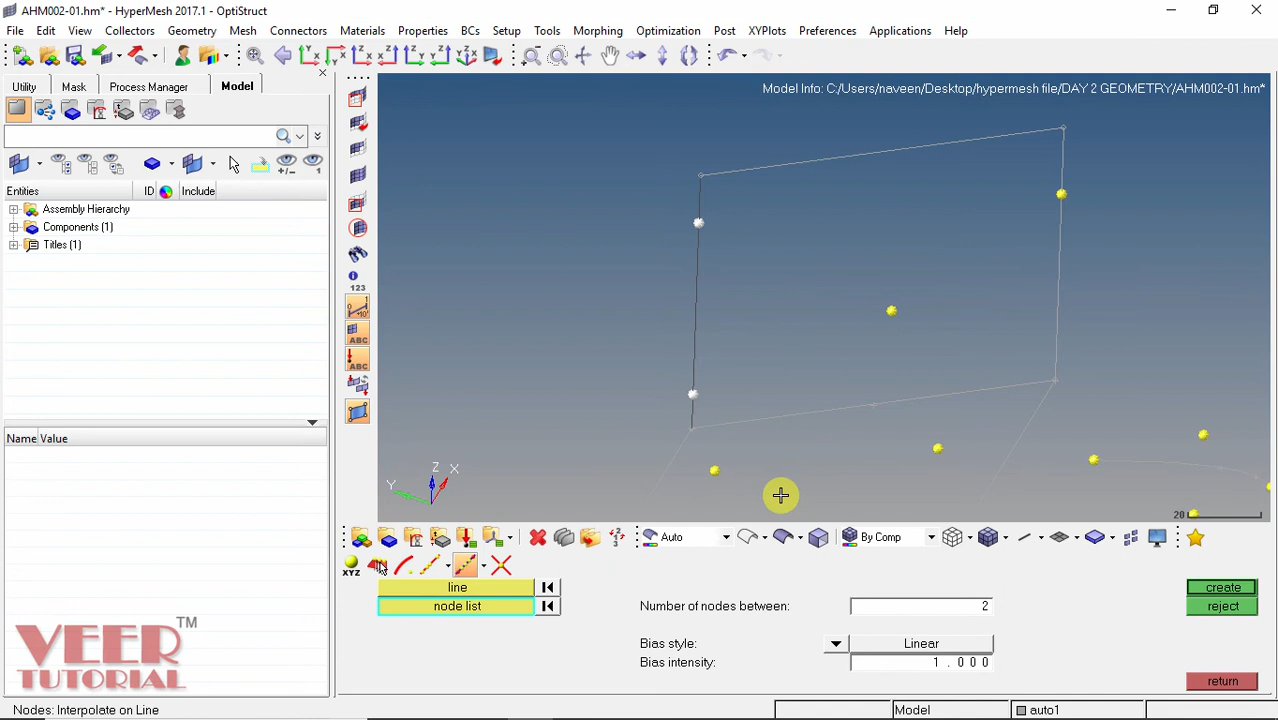 AHM002-01.hm* - HyperMesh 2017.1 - OptiStruct
File Edit View Collectors Geometry Mesh Connectors Materials Properties BCs Setup Tools Morphing Optimization Post XYPlots Preferences Applications Help
Utility Mask Process Manager Model
Model Info: C:/Users/naveen/Desktop/hypermesh file/DAY 2 GEOMETRY/AHM002-01.hm*
Entities ID Include
Assembly Hierarchy
Components (1)
Titles (1)
123
ABC
ABC
Name Value
Z
X
Y
20
Auto
By Comp
XYZ
line
node list
Number of nodes between: 2
Bias style: Linear
Bias intensity: 1.000
create
reject
return
VEER TM
TUTORIAL
Nodes: Interpolate on Line
Model
auto1